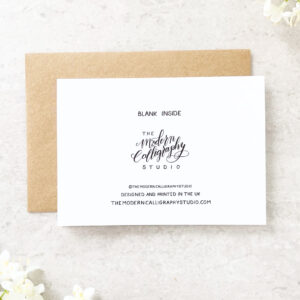 BLANK INSIDE
THE
Modern
Calligraphy
STUDIO
@THEMODERNCALLIGRAPHYSTUDIO
DESIGNED AND PRINTED IN THE UK
THEMODERNCALLIGRAPHYSTUDIO.COM